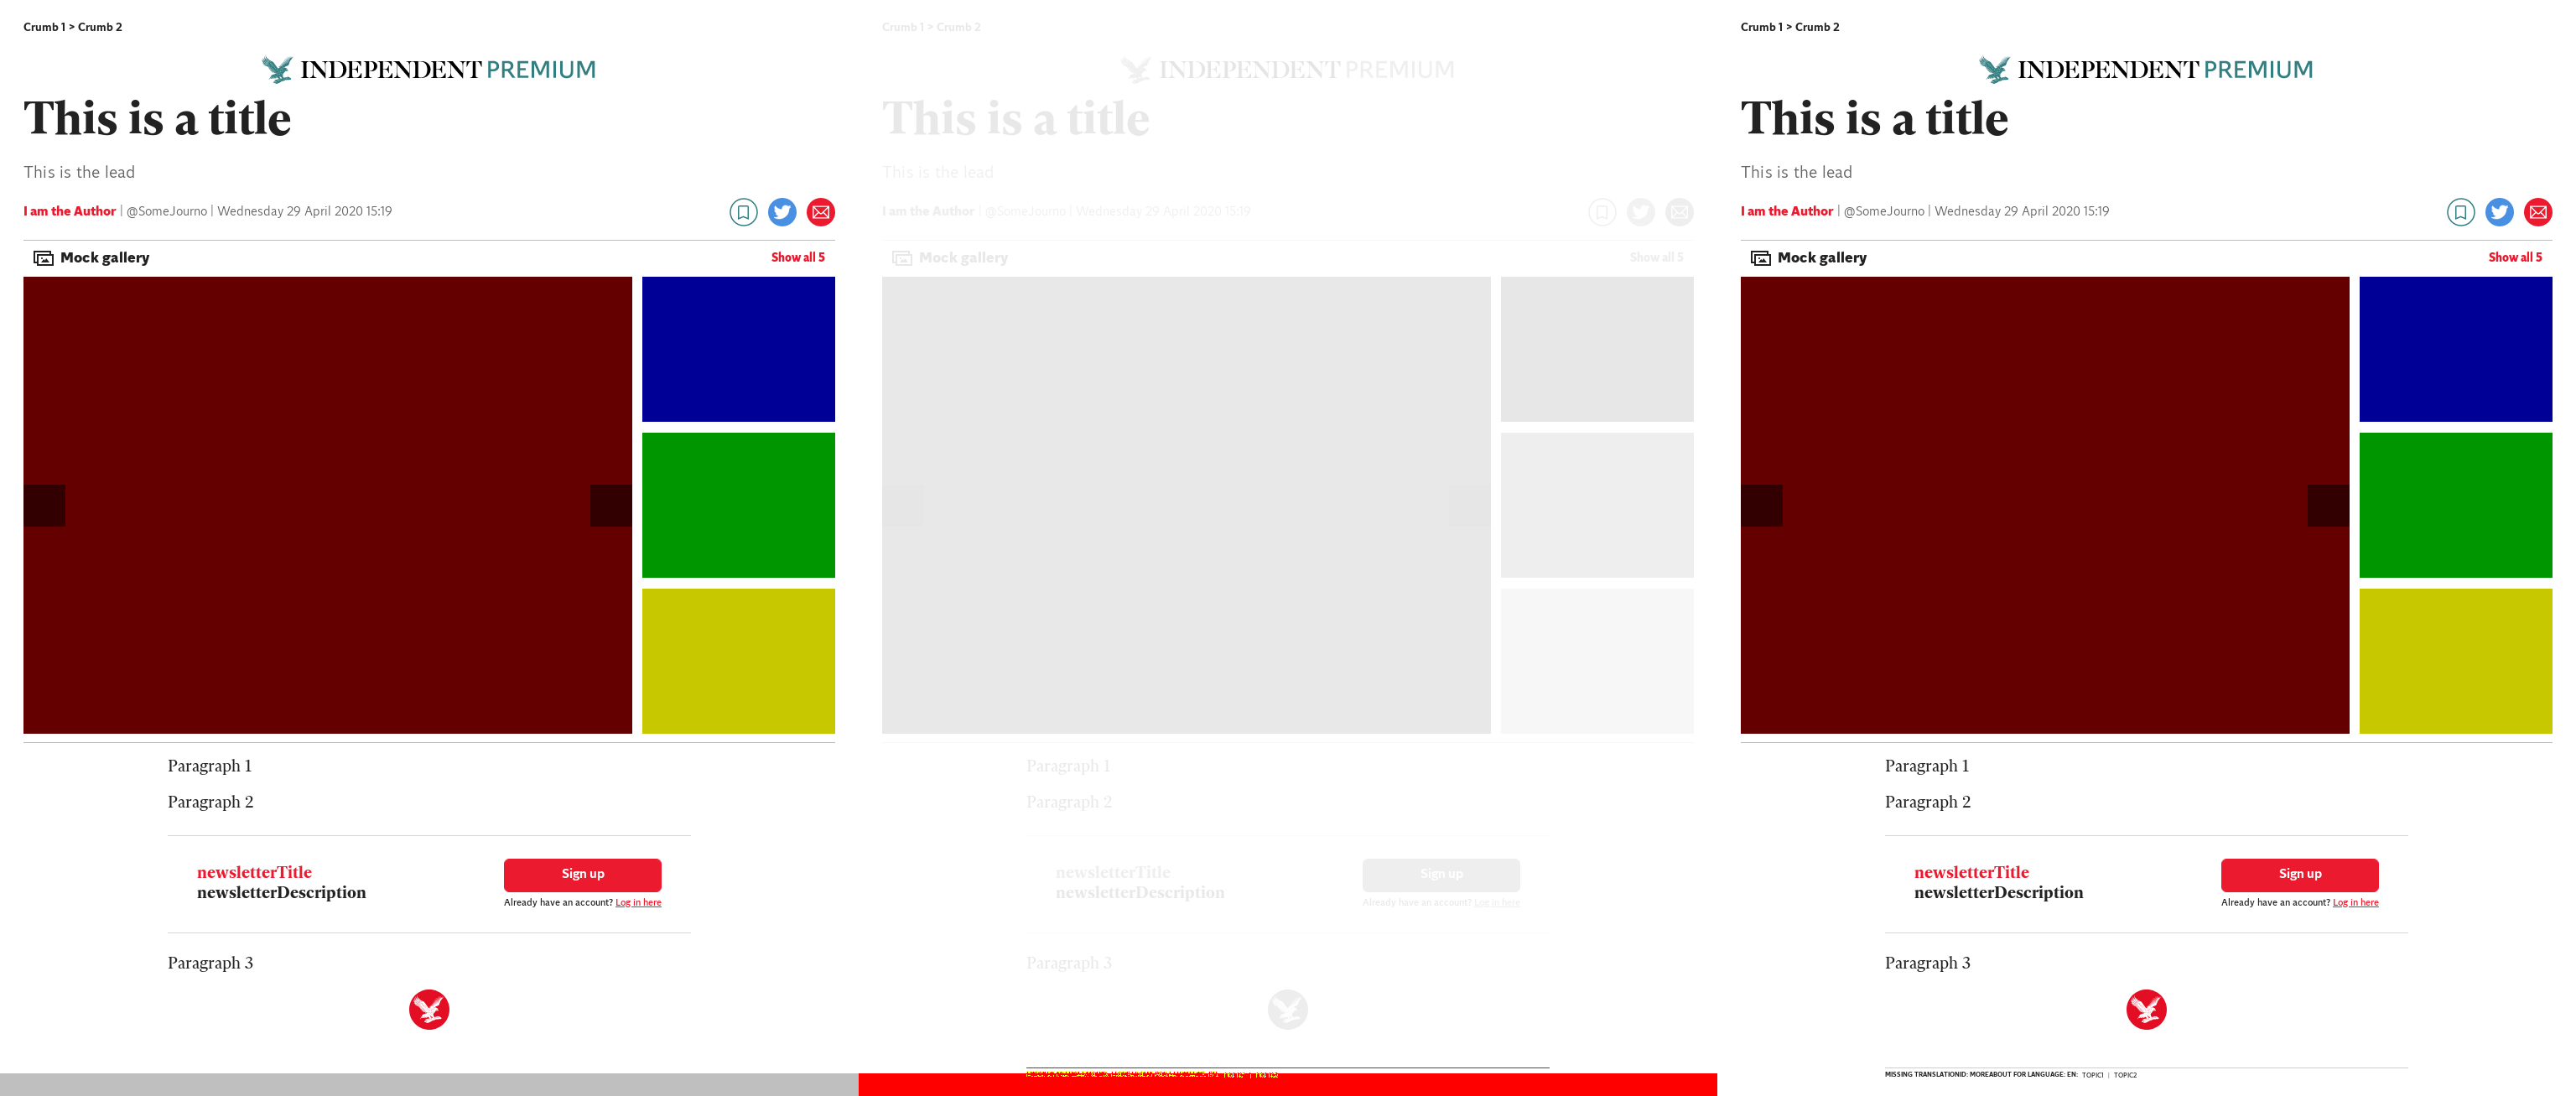 Crumb 1 > Crumb 2
INDEPENDENT PREMIUM
This is a title
This is the lead
I am the Author | @SomeJourno | Wednesday 29 April 2020 15:19
Mock gallery
Show all 5
Paragraph 1
Paragraph 2
newsletterTitle
newsletterDescription
Sign up
Already have an account? Log in here
Paragraph 3
Crumb 1 > Crumb 2
INDEPENDENT PREMIUM
This is a title
This is the lead
I am the Author | @SomeJourno | Wednesday 29 April 2020 15:19
Mock gallery
Show all 5
Paragraph 1
Paragraph 2
newsletterTitle
newsletterDescription
Sign up
Already have an account? Log in here
Paragraph 3
Crumb 1 > Crumb 2
INDEPENDENT PREMIUM
This is a title
This is the lead
I am the Author | @SomeJourno | Wednesday 29 April 2020 15:19
Mock gallery
Show all 5
Paragraph 1
Paragraph 2
newsletterTitle
newsletterDescription
Sign up
Already have an account? Log in here
Paragraph 3
MISSING TRANSLATIONID: MOREABOUT FOR LANGUAGE: EN: TOPIC1 | TOPIC2